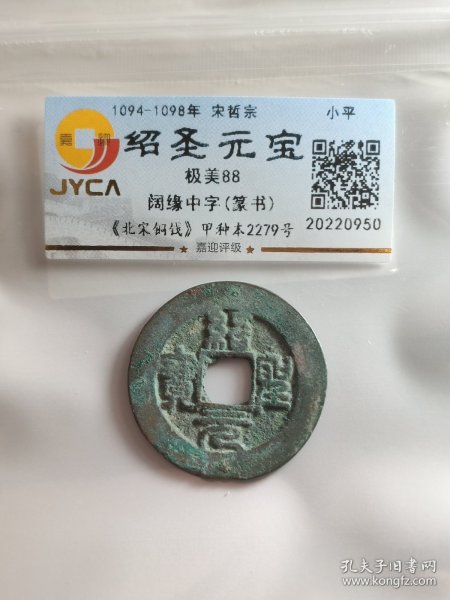 1094-1098年 宋哲宗 小平
嘉 迎
JYCA
绍圣元宝
极美88
阔缘中字(篆书)
《北宋铜钱》甲种本2279号
20220950
★ 嘉迎评级 ★
紹聖元寳
孔夫子旧书网
www.kongfz.com